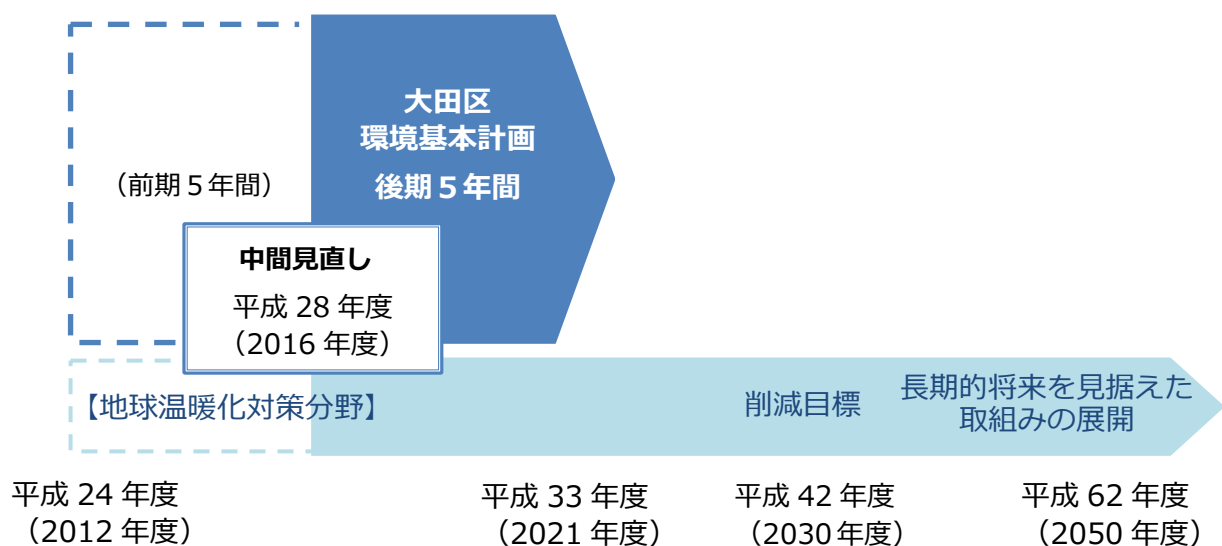 大田区
環境基本計画
後期５年間
（前期５年間）
中間見直し
平成 28 年度
（2016 年度）
【地球温暖化対策分野】
削減目標
長期的将来を見据えた
取組みの展開
平成 24 年度
（2012 年度）
平成 33 年度
（2021 年度）
平成 42 年度
（2030 年度）
平成 62 年度
（2050 年度）